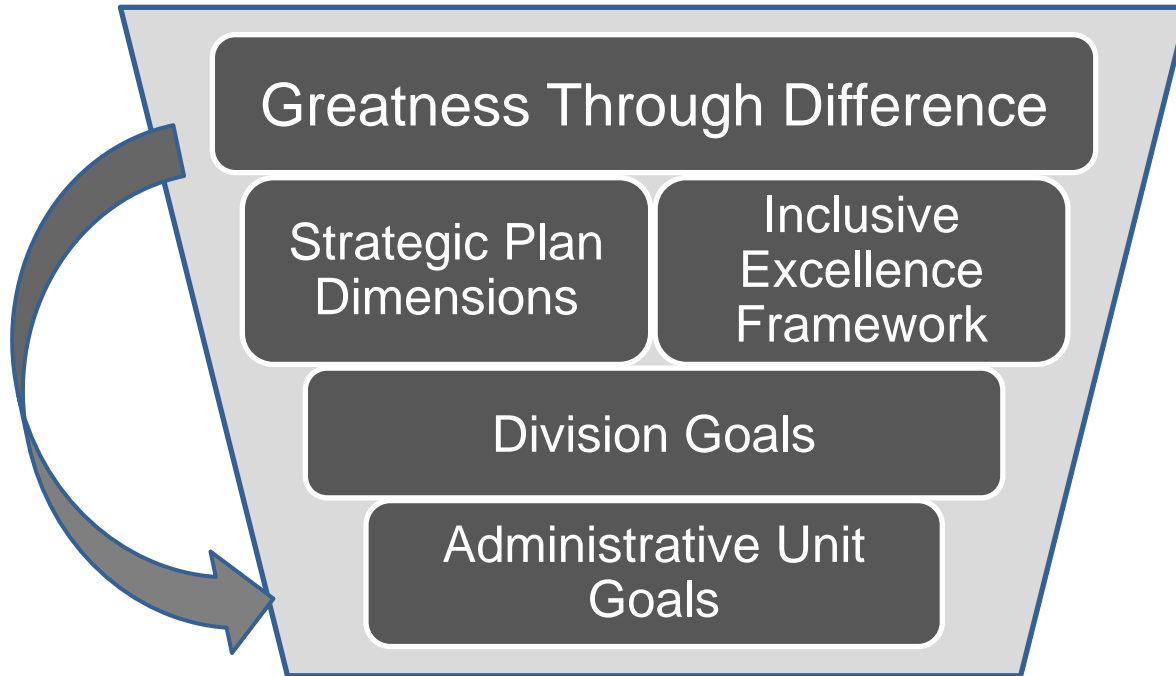 Greatness Through Difference
Strategic Plan
Dimensions
Inclusive
Excellence
Framework
Division Goals
Administrative Unit
Goals